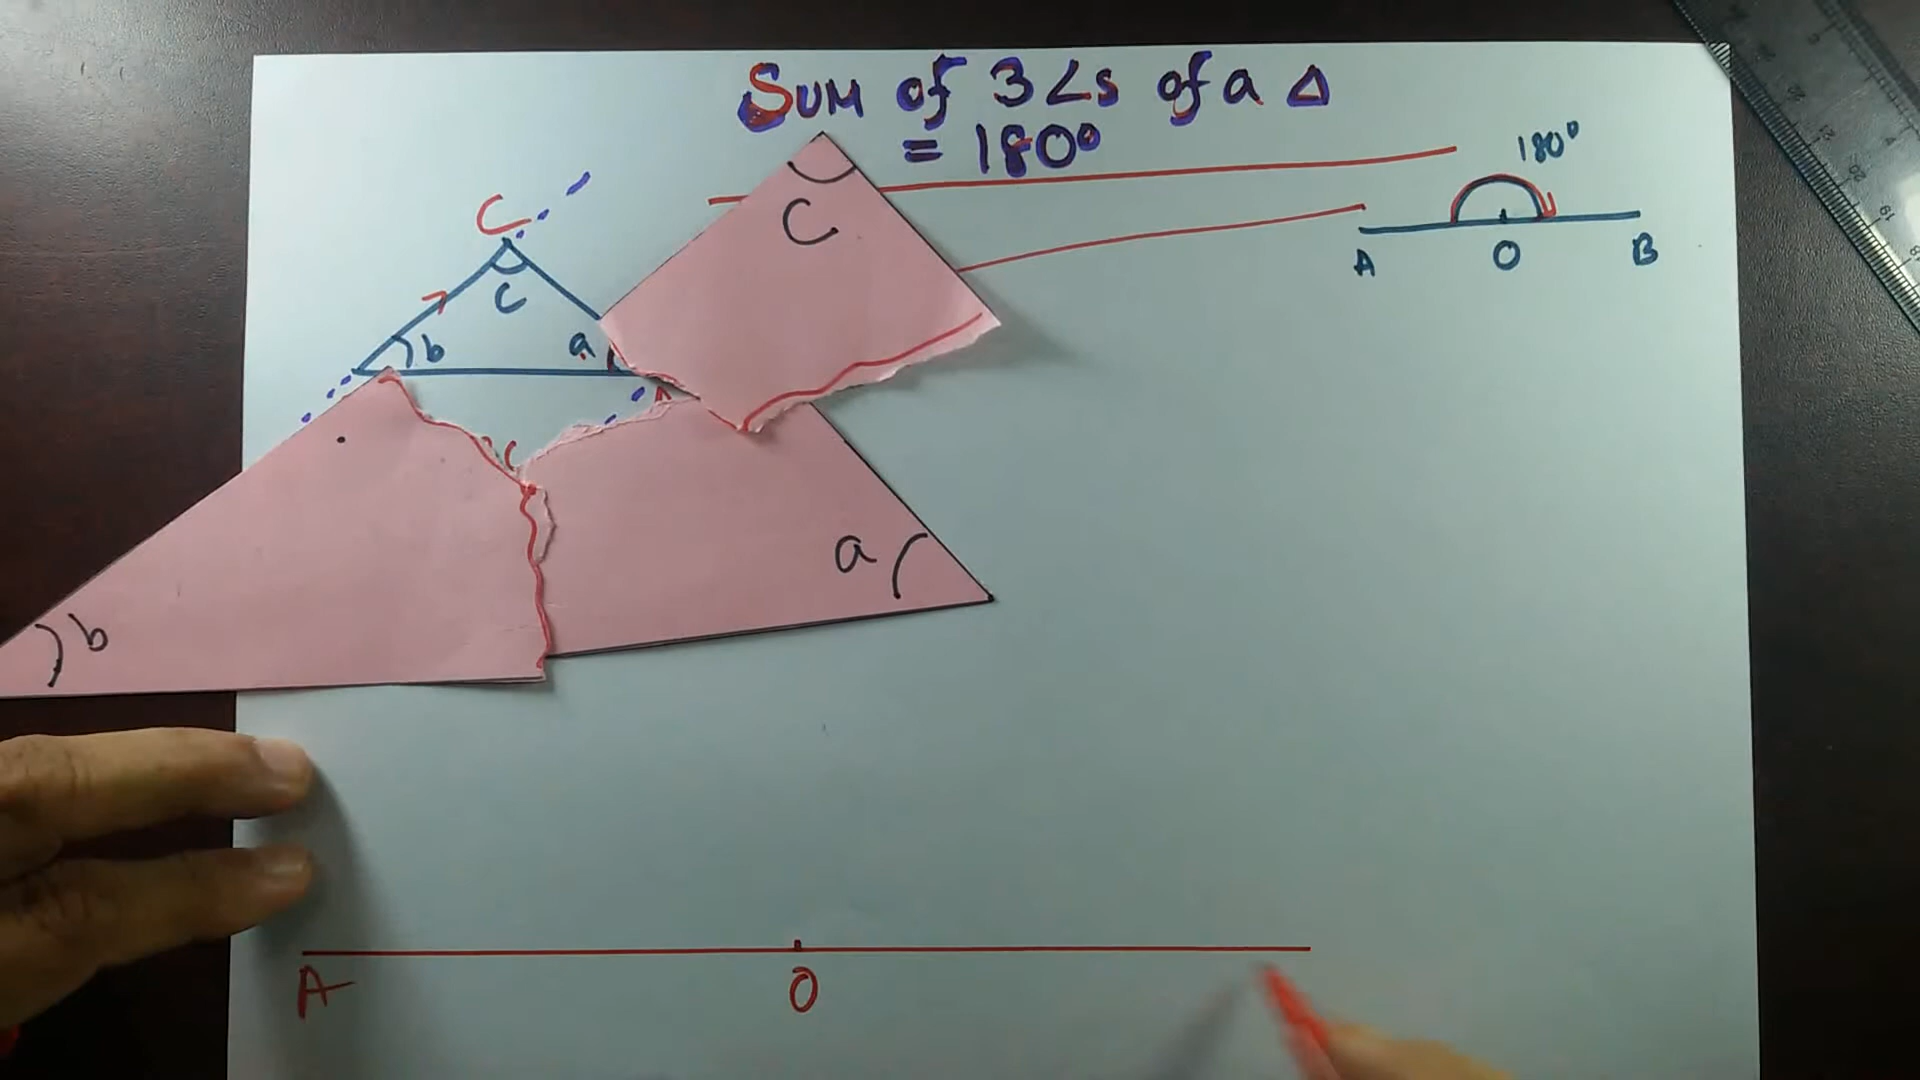 Sum of 3 ∠s of a △
= 180°
180°
A O B
C
C
b a
C
a
b
A O